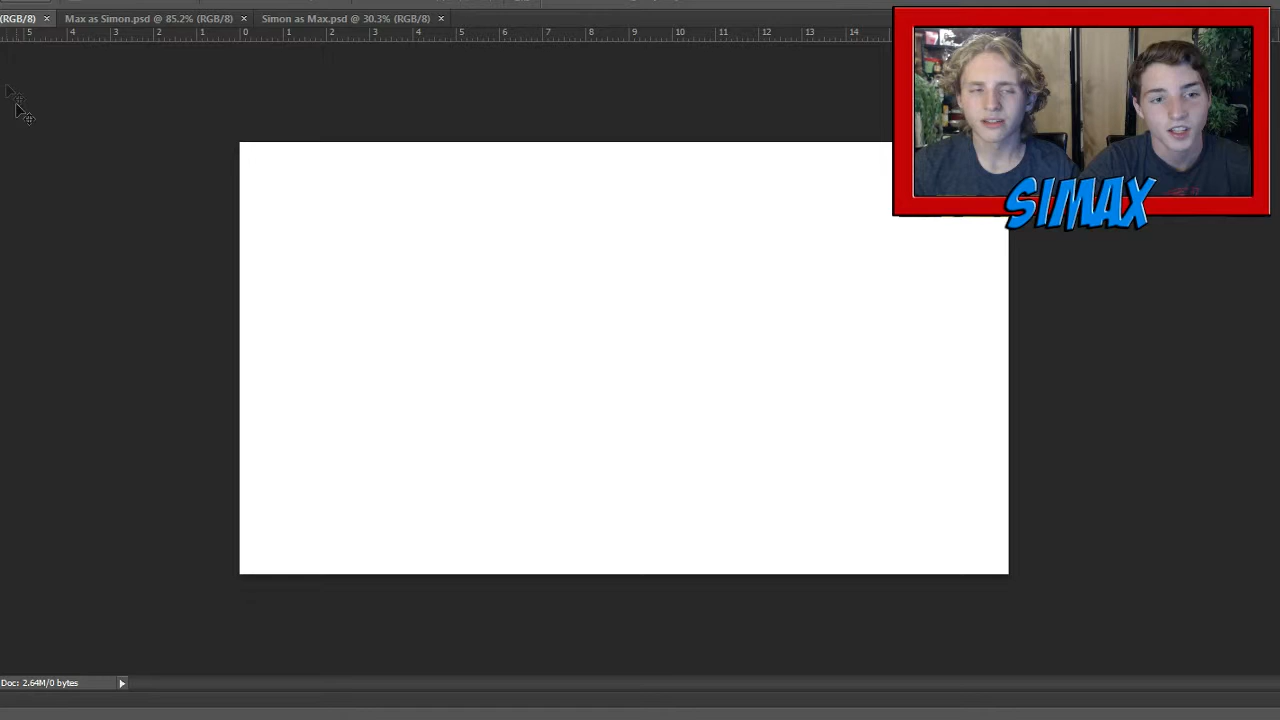 (RGB/8) × Max as Simon.psd @ 85.2% (RGB/8) × Simon as Max.psd @ 30.3% (RGB/8) ×
5 4 3 2 1 0 1 2 3 4 5 6 7 8 9 10 11 12 13 14
SIMAX
Doc: 2.64M/0 bytes